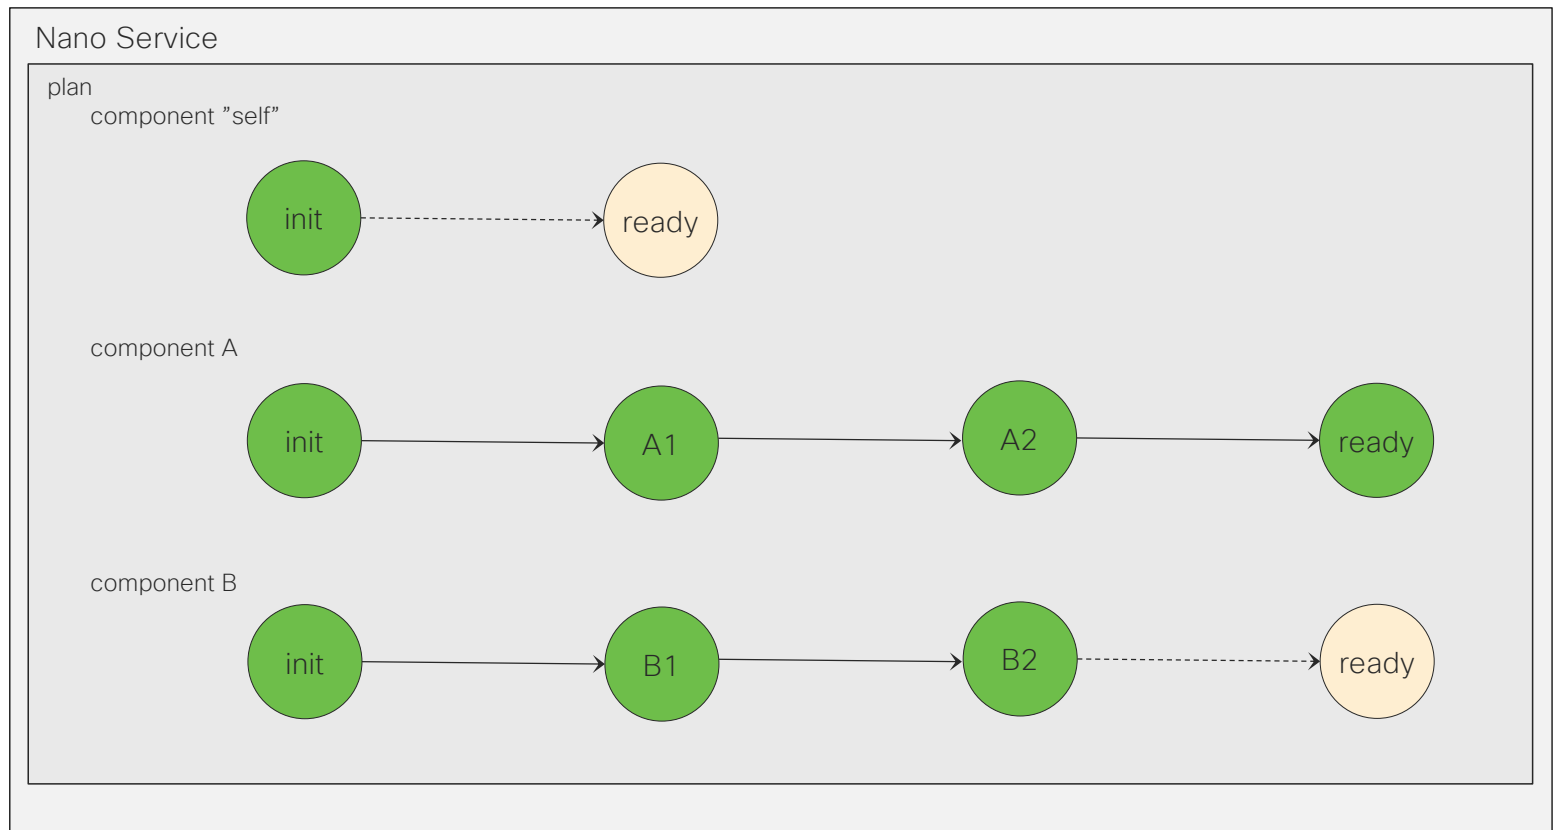 Nano Service
plan
component ”self”
init
ready
component A
init
A1
A2
ready
component B
init
B1
B2
ready